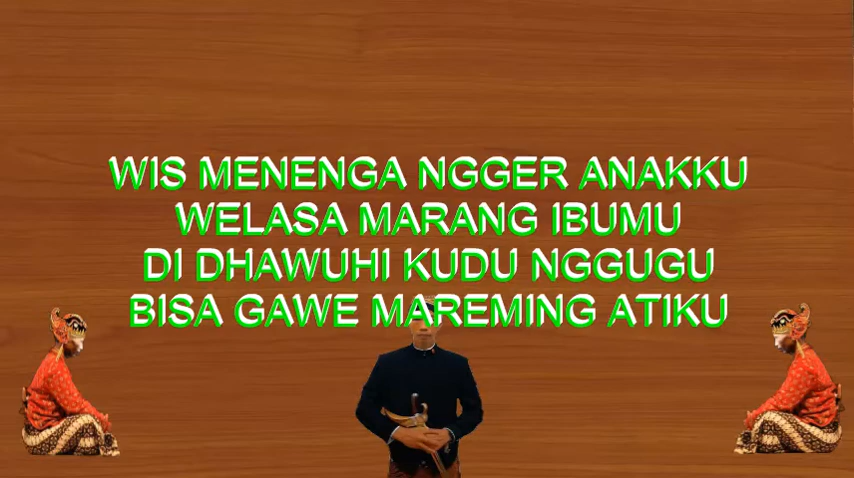 WIS MENENGA NGGER ANAKKU
WELASA MARANG IBUMU
DI DHAWUHI KUDU NGGUGU
BISA GAWE MAREMING ATIKU